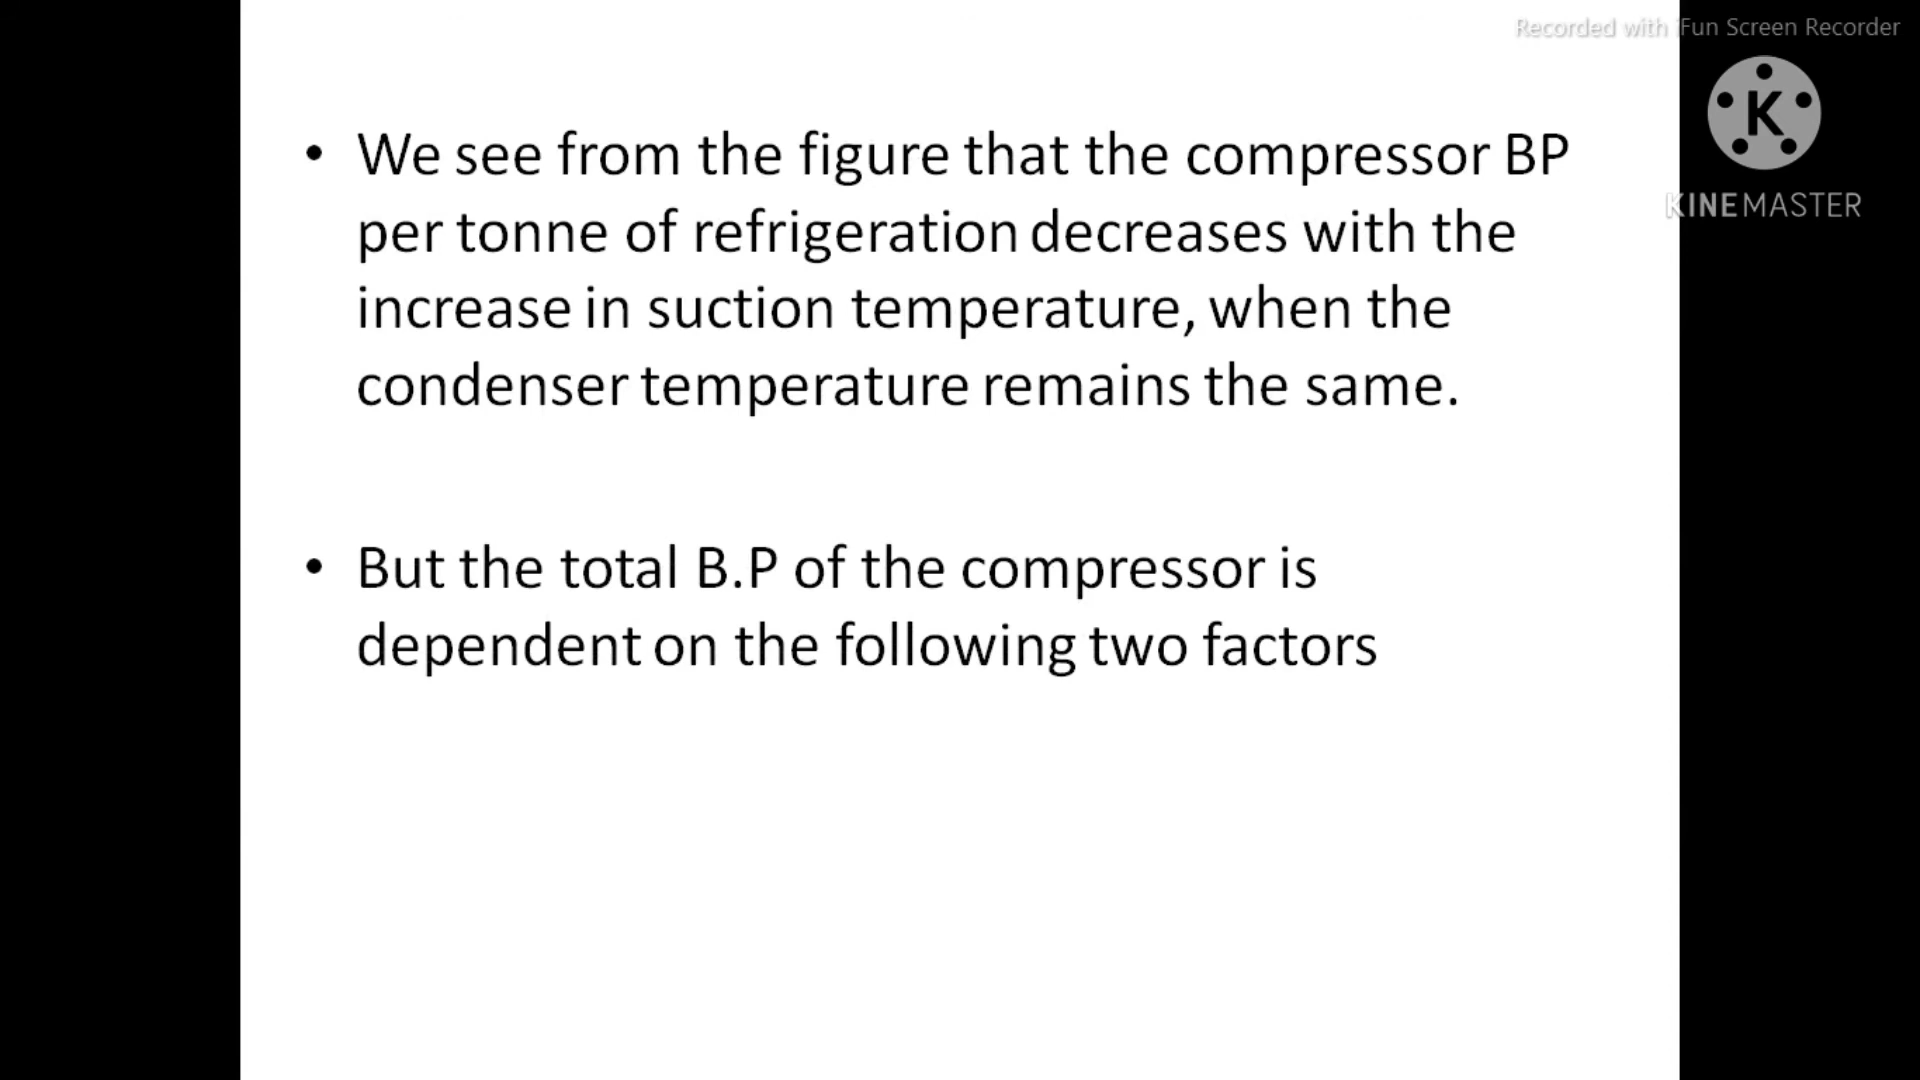 Recorded with iFun Screen Recorder
K
KINEMASTER
• We see from the figure that the compressor BP
per tonne of refrigeration decreases with the
increase in suction temperature, when the
condenser temperature remains the same.
• But the total B.P of the compressor is
dependent on the following two factors